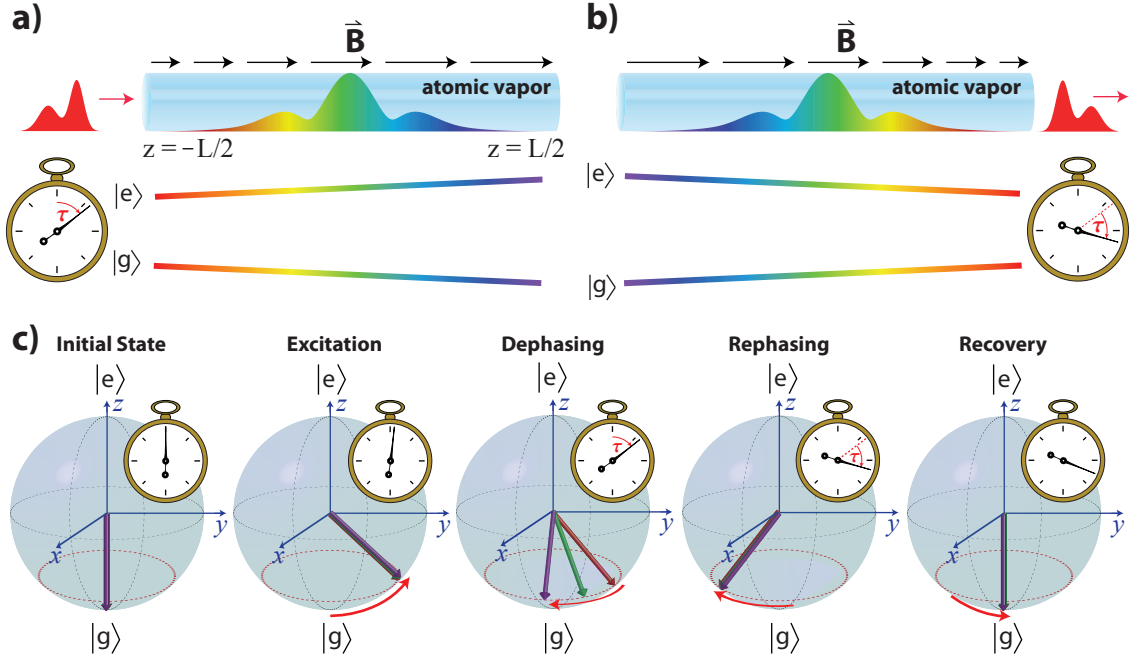 a)
B
atomic vapor
z = -L/2
z = L/2
τ
|e⟩
|g⟩
b)
B
atomic vapor
|e⟩
|g⟩
τ
c)
Initial State
Excitation
Dephasing
Rephasing
Recovery
|e⟩
|e⟩
|e⟩
|e⟩
|e⟩
z
z
z
z
z
τ
τ
y
y
y
y
y
x
x
x
x
x
|g⟩
|g⟩
|g⟩
|g⟩
|g⟩